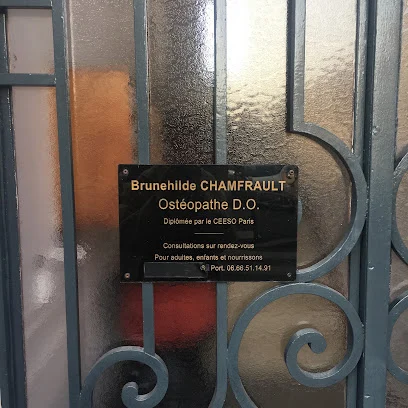 Brunehilde CHAMFRAULT
Ostéopathe D.O.
Diplômée par le CEESO Paris
Consultations sur rendez-vous
Pour adultes, enfants et nourrissons
Port. 06.66.51.14.91